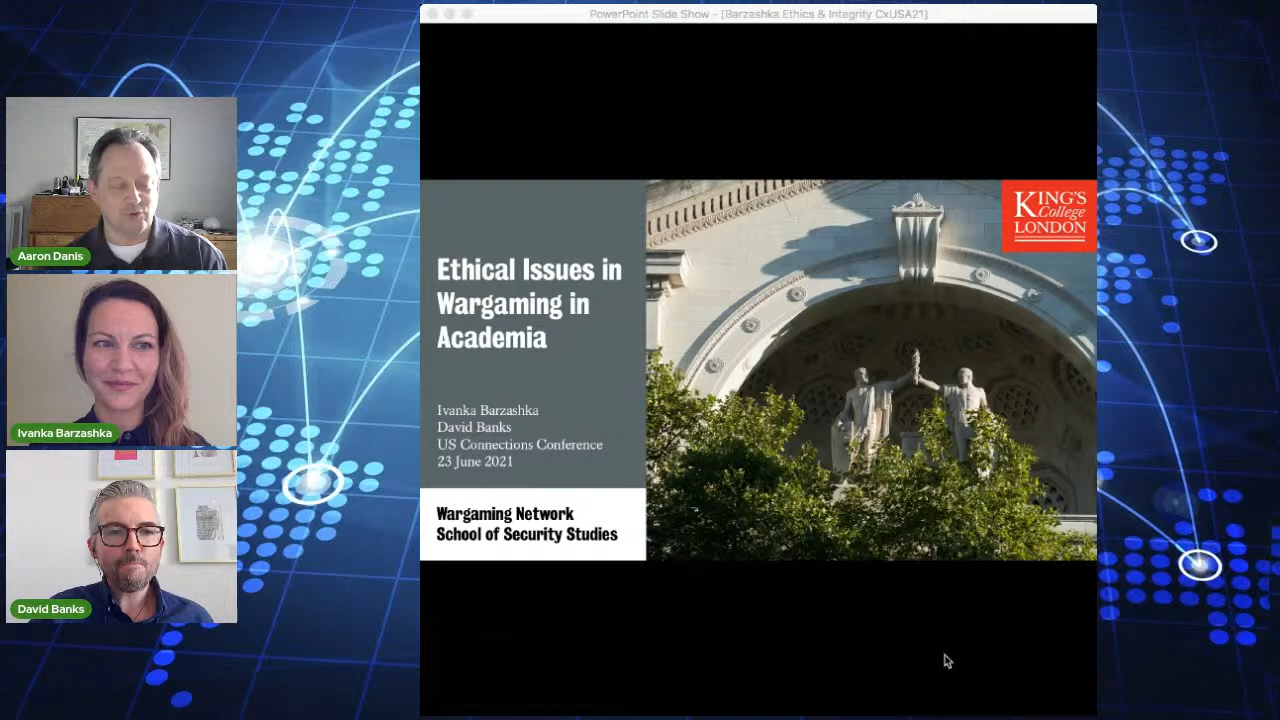 PowerPoint Slide Show - [Barzashka Ethics & Integrity CxUSA21]
Aaron Danis
Ivanka Barzashka
David Banks
Ethical Issues in
Wargaming in
Academia
Ivanka Barzashka
David Banks
US Connections Conference
23 June 2021
Wargaming Network
School of Security Studies
KING'S
College
LONDON